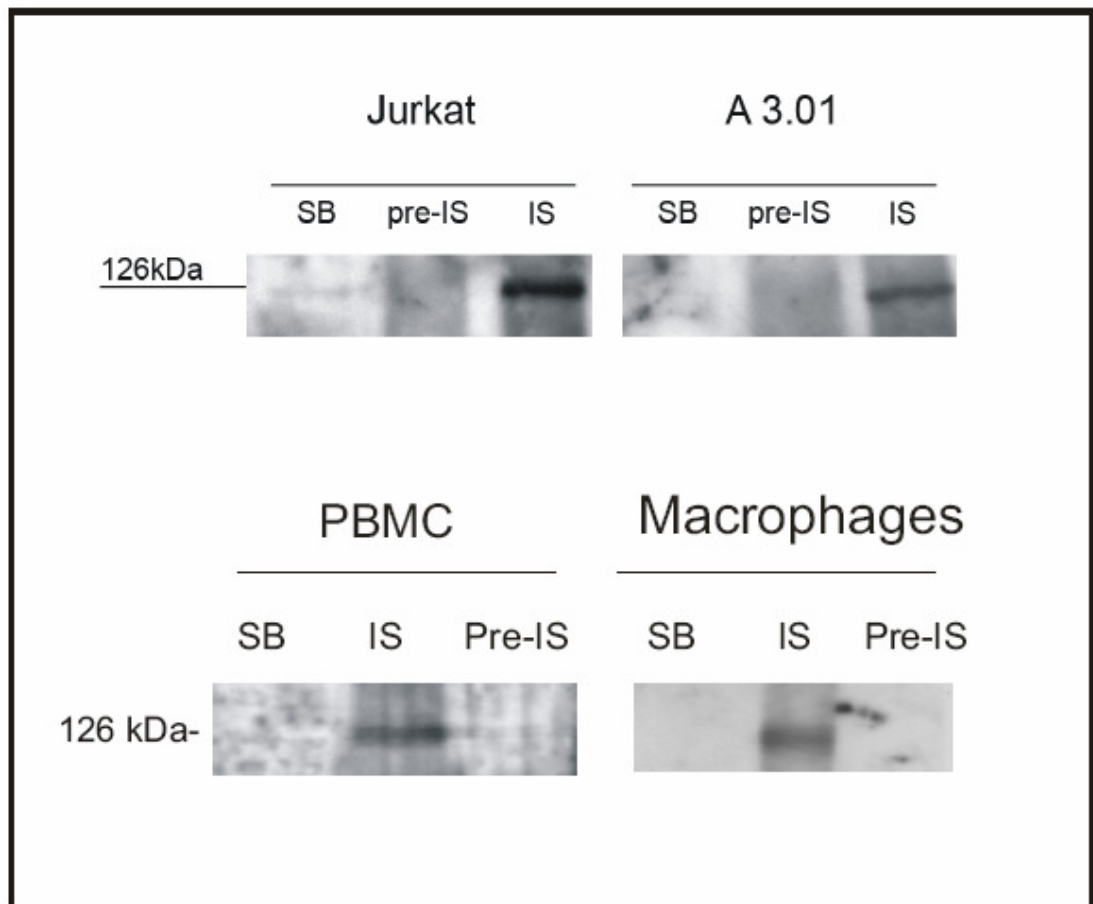 Jurkat A 3.01
SB pre-IS IS SB pre-IS IS
126kDa
PBMC Macrophages
SB IS Pre-IS SB IS Pre-IS
126 kDa-